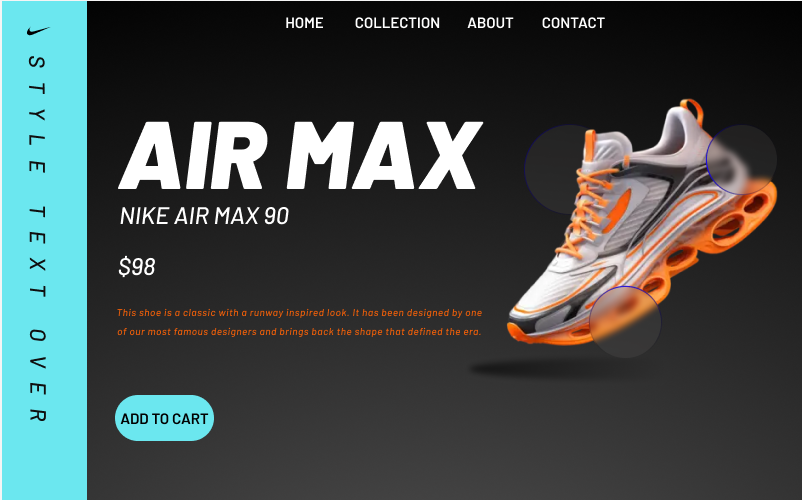 HOME COLLECTION ABOUT CONTACT
STYLE TEXT OVER
AIR MAX
NIKE AIR MAX 90
$98
This shoe is a classic with a runway inspired look. It has been designed by one
of our most famous designers and brings back the shape that defined the era.
ADD TO CART